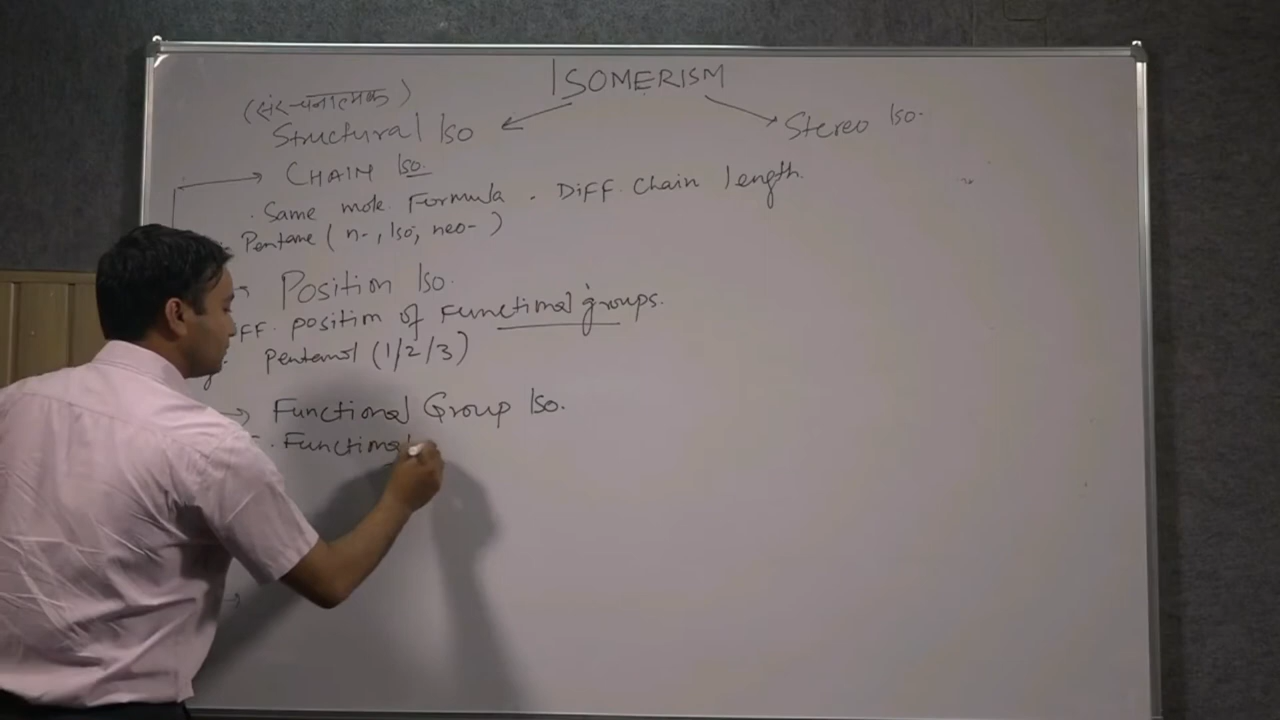 ISOMERISM
(संर-चनात्मक)
Structural Iso
Stereo Iso.
CHAIN Iso.
. Same mole. Formula . DiFF. Chain length.
Pentane ( n-, Iso, neo- )
Position Iso.
FF. position of Functional groups.
Pentanol (1/2/3)
Functional Group Iso.
. Functional